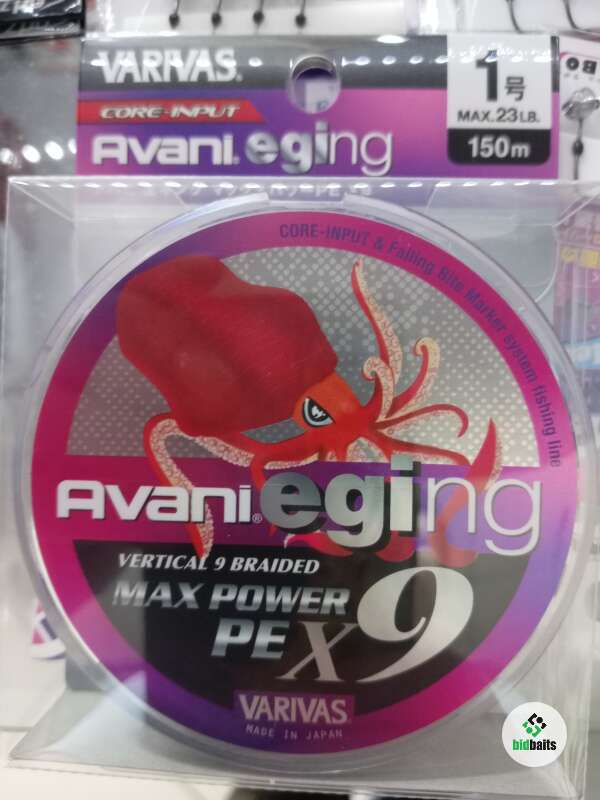 VARIVAS®
CORE-INPUT
Avani® eging
1号
MAX.23LB.
150m
CORE-INPUT & Falling Bite Marker system fishing line
Avani® eging
VERTICAL 9 BRAIDED
MAX POWER
PE X9
VARIVAS
MADE IN JAPAN
bidbaits